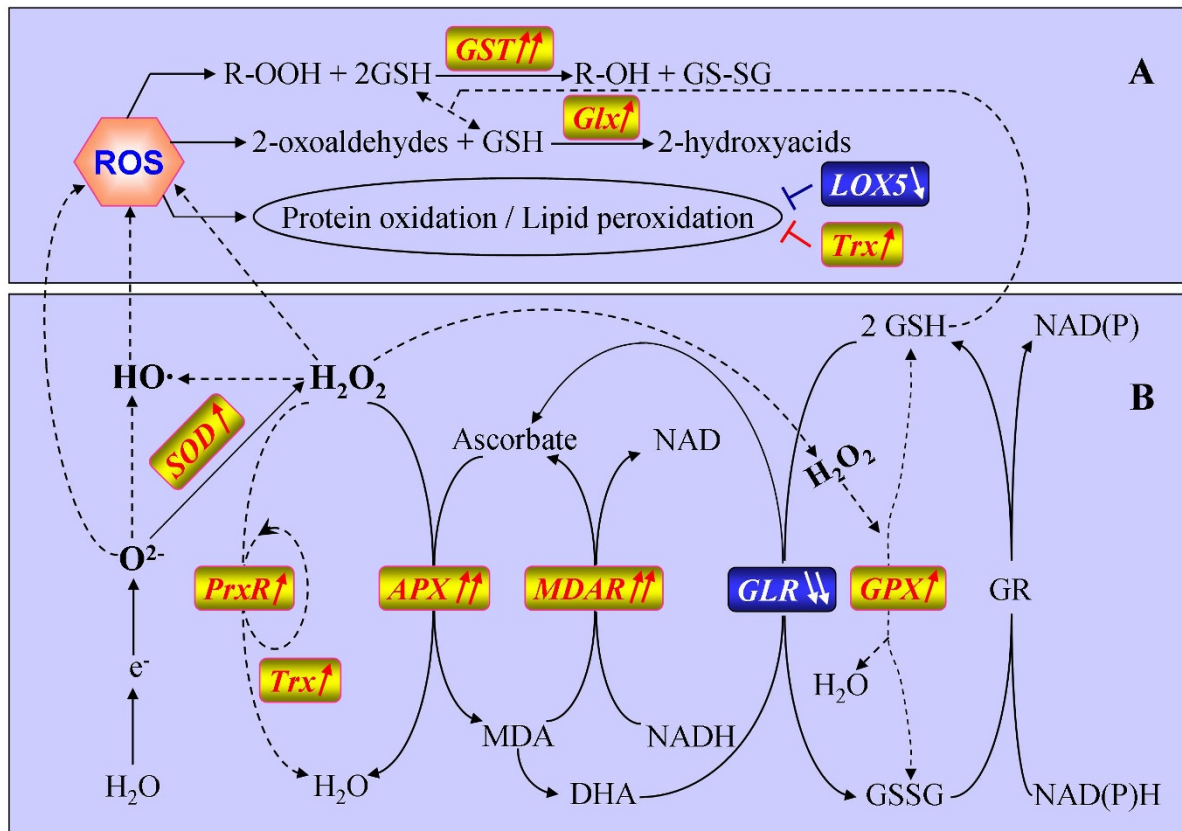 GST↑↑
R-OOH + 2GSH R-OH + GS-SG
A
Glx↑
ROS
2-oxoaldehydes + GSH 2-hydroxyacids
LOX5↓
Protein oxidation / Lipid peroxidation
Trx↑
2 GSH NAD(P)
HO· H₂O₂
B
SOD↑
Ascorbate NAD
H₂O₂
O²⁻
PrxR↑ APX↑↑ MDAR↑↑ GLR↓↓ GPX↑ GR
e⁻
Trx↑
H₂O
MDA NADH
H₂O H₂O DHA GSSG NAD(P)H